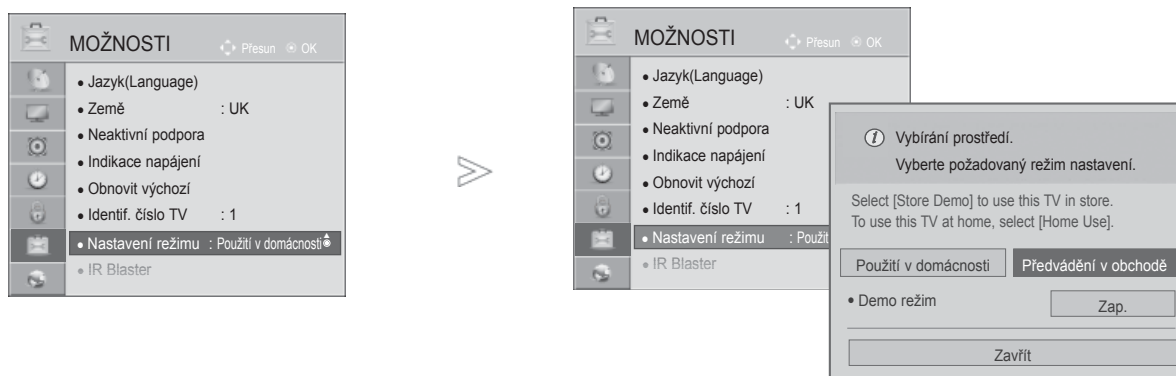 MOŽNOSTI
Přesun OK
• Jazyk(Language)
• Země : UK
• Neaktivní podpora
• Indikace napájení
• Obnovit výchozí
• Identif. číslo TV : 1
• Nastavení režimu : Použití v domácnosti
• IR Blaster
MOŽNOSTI
Přesun OK
• Jazyk(Language)
• Země : UK
• Neaktivní podpora
• Indikace napájení
• Obnovit výchozí
• Identif. číslo TV : 1
• Nastavení režimu : Použit
• IR Blaster
Vybírání prostředí.
Vyberte požadovaný režim nastavení.
Select [Store Demo] to use this TV in store.
To use this TV at home, select [Home Use].
Použití v domácnosti Předvádění v obchodě
• Demo režim Zap.
Zavřít